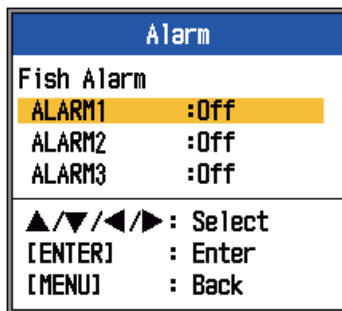 Alarm
Fish Alarm
ALARM1 :Off
ALARM2 :Off
ALARM3 :Off
▲/▼/◀/▶: Select
[ENTER] : Enter
[MENU] : Back